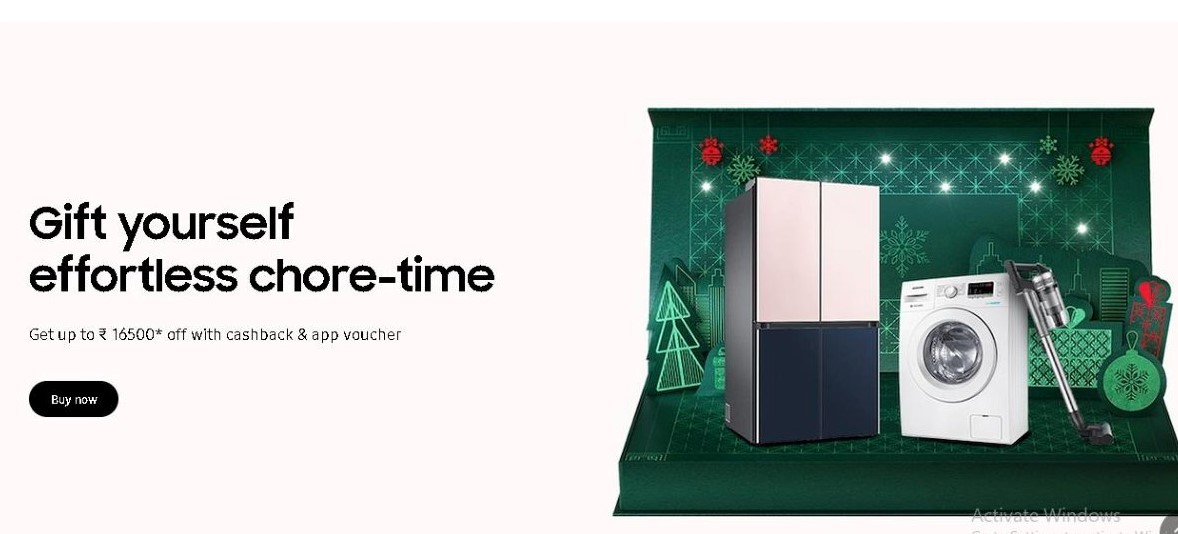 Gift yourself
effortless chore-time
Get up to ₹ 16500* off with cashback & app voucher
Buy now
SAMSUNG
Activate Windows